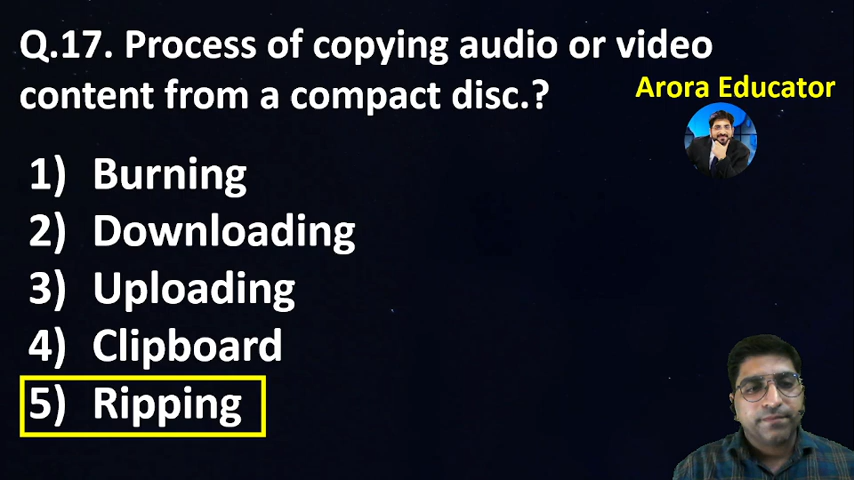 Q.17. Process of copying audio or video
content from a compact disc.?
Arora Educator
1) Burning
2) Downloading
3) Uploading
4) Clipboard
5) Ripping